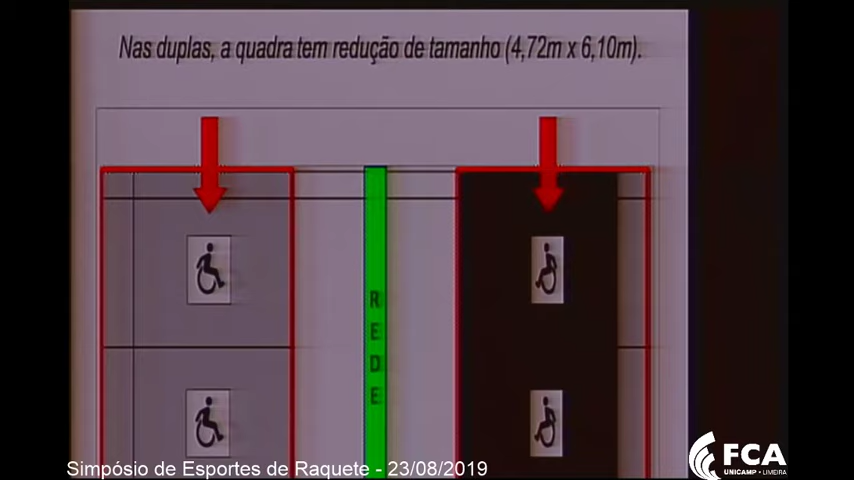 Nas duplas, a quadra tem redução de tamanho (4,72m x 6,10m).
R
E
D
E
Simpósio de Esportes de Raquete - 23/08/2019
FCA
UNICAMP • LIMEIRA